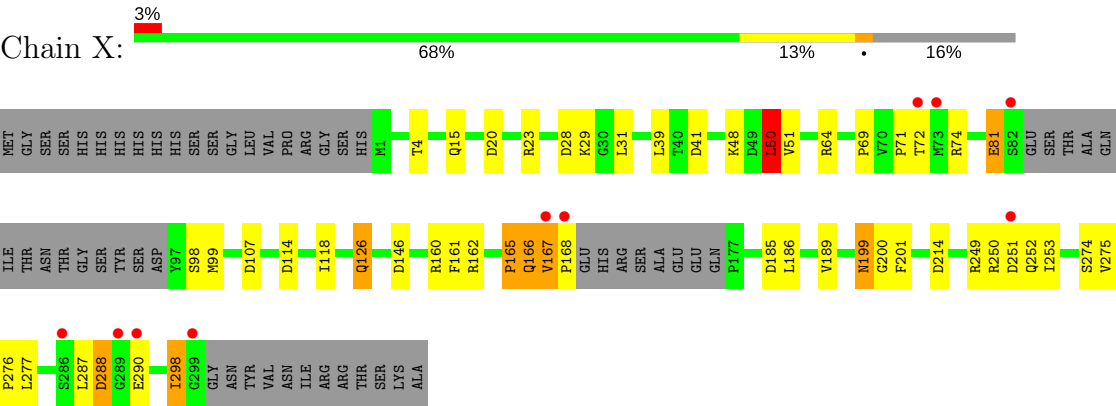 3%
Chain X:
68% 13% • 16%
MET GLY SER SER HIS HIS HIS HIS HIS HIS SER SER GLY LEU VAL PRO ARG GLY SER HIS M1 T4 Q15 D20 R23 D28 K29 G30 L31 L39 T40 D41 K48 D49 L50 V51 R64 P69 V70 P71 T72 M73 R74 E81 S82 GLU SER THR ALA GLN
ILE THR ASN THR GLY SER TYR SER ASP Y97 S98 M99 D107 D114 I118 Q126 D146 R160 F161 R162 P165 Q166 V167 P168 GLU HIS ARG SER ALA GLU GLU GLN P177 D185 L186 V189 N199 G200 F201 D214 R249 R250 D251 Q252 I253 S274 V275
P276 L277 S286 L287 D288 G289 E290 I298 G299 GLY ASN TYR VAL ASN ILE ARG ARG THR SER LYS ALA